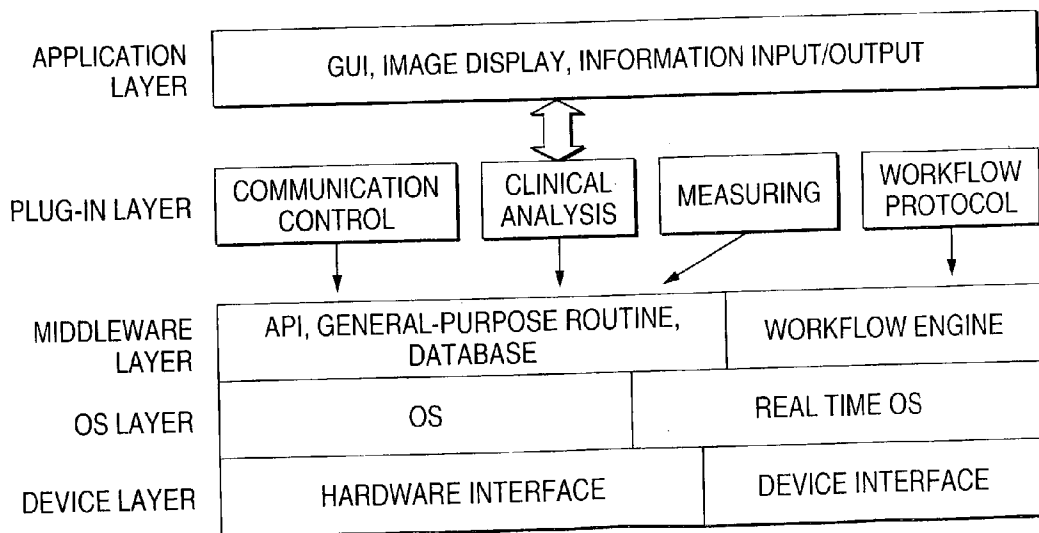 APPLICATION
LAYER
GUI, IMAGE DISPLAY, INFORMATION INPUT/OUTPUT
PLUG-IN LAYER
COMMUNICATION
CONTROL
CLINICAL
ANALYSIS
MEASURING
WORKFLOW
PROTOCOL
MIDDLEWARE
LAYER
API, GENERAL-PURPOSE ROUTINE,
DATABASE
WORKFLOW ENGINE
OS LAYER
OS
REAL TIME OS
DEVICE LAYER
HARDWARE INTERFACE
DEVICE INTERFACE